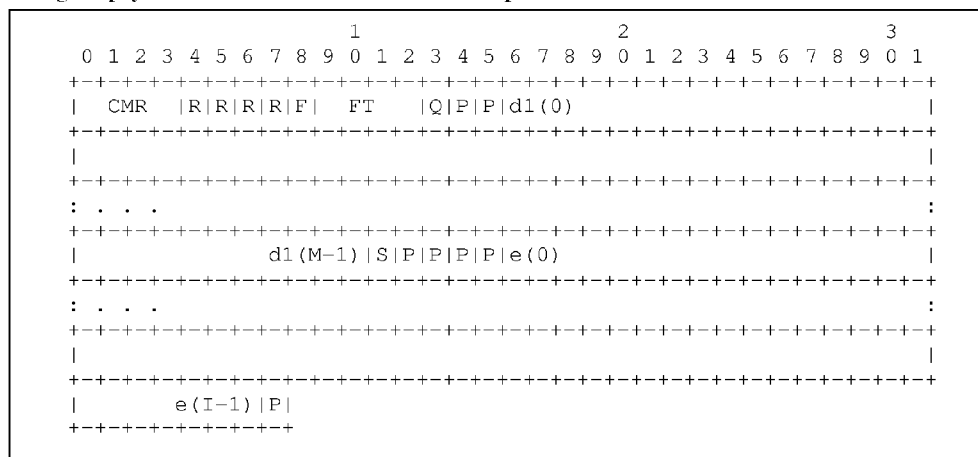 1                   2                   3
 0 1 2 3 4 5 6 7 8 9 0 1 2 3 4 5 6 7 8 9 0 1 2 3 4 5 6 7 8 9 0 1
+-+-+-+-+-+-+-+-+-+-+-+-+-+-+-+-+-+-+-+-+-+-+-+-+-+-+-+-+-+-+-+-+
|  CMR  |R|R|R|R|F|  FT   |Q|P|P|d1(0)                          |
+-+-+-+-+-+-+-+-+-+-+-+-+-+-+-+-+-+-+-+-+-+-+-+-+-+-+-+-+-+-+-+-+
|                                                               |
+-+-+-+-+-+-+-+-+-+-+-+-+-+-+-+-+-+-+-+-+-+-+-+-+-+-+-+-+-+-+-+-+
: . . .                                                         :
+-+-+-+-+-+-+-+-+-+-+-+-+-+-+-+-+-+-+-+-+-+-+-+-+-+-+-+-+-+-+-+-+
|              d1(M-1)|S|P|P|P|P|e(0)                           |
+-+-+-+-+-+-+-+-+-+-+-+-+-+-+-+-+-+-+-+-+-+-+-+-+-+-+-+-+-+-+-+-+
: . . .                                                         :
+-+-+-+-+-+-+-+-+-+-+-+-+-+-+-+-+-+-+-+-+-+-+-+-+-+-+-+-+-+-+-+-+
|                                                               |
+-+-+-+-+-+-+-+-+-+-+-+-+-+-+-+-+-+-+-+-+-+-+-+-+-+-+-+-+-+-+-+-+
|       e(I-1)|P|
+-+-+-+-+-+-+-+-+